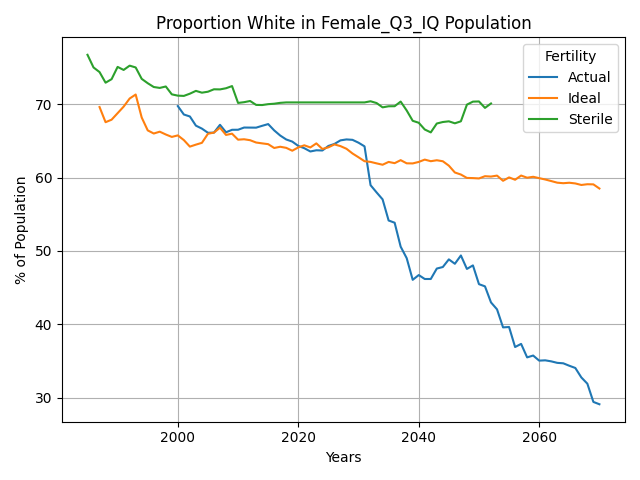 Proportion White in Female_Q3_IQ Population
Fertility
Actual
Ideal
Sterile
% of Population
70
60
50
40
30
2000 2020 2040 2060
Years